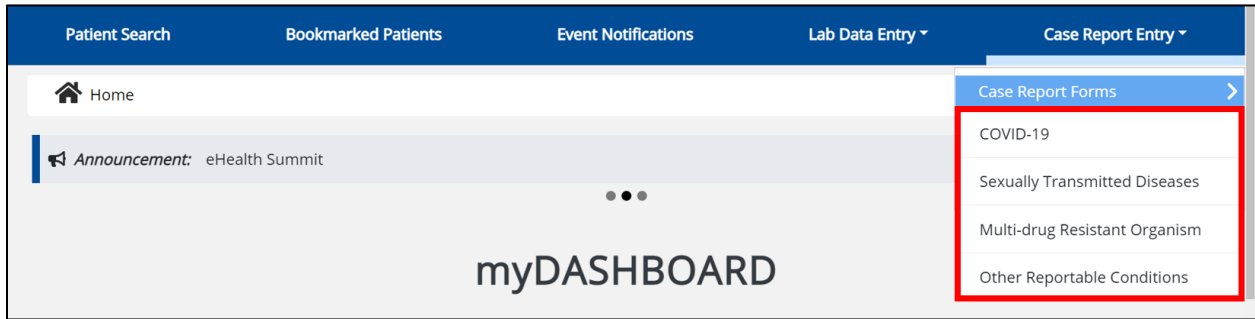 Patient Search
Bookmarked Patients
Event Notifications
Lab Data Entry
Case Report Entry
Home
Case Report Forms
COVID-19
Announcement: eHealth Summit
Sexually Transmitted Diseases
Multi-drug Resistant Organism
myDASHBOARD
Other Reportable Conditions